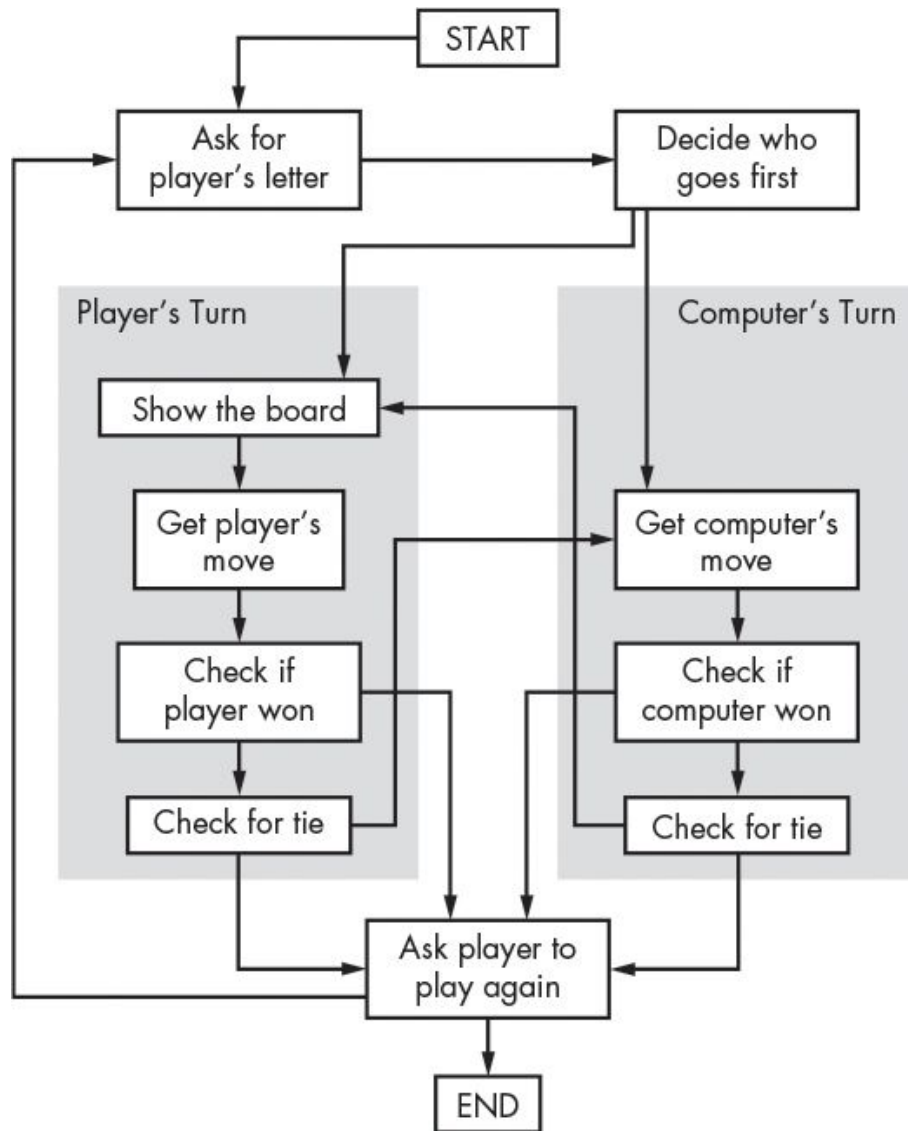 START
Ask for
player’s letter
Decide who
goes first
Player’s Turn
Show the board
Get player’s
move
Check if
player won
Check for tie
Computer’s Turn
Get computer’s
move
Check if
computer won
Check for tie
Ask player to
play again
END